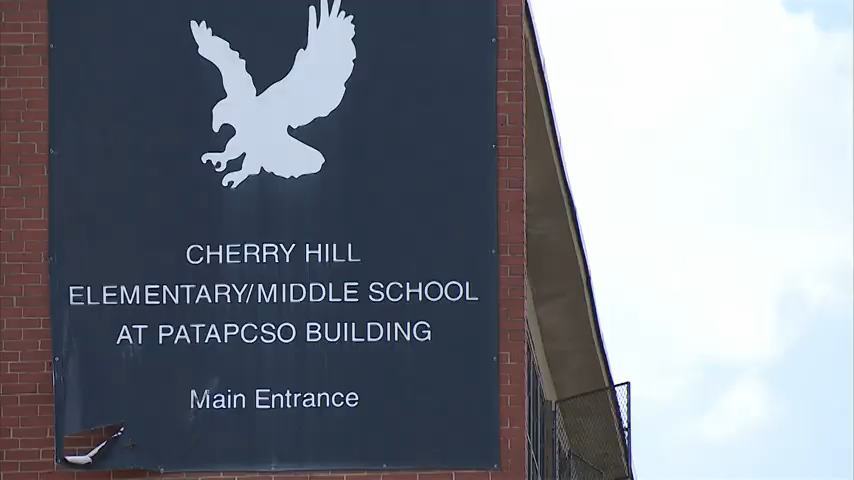 CHERRY HILL
ELEMENTARY/MIDDLE SCHOOL
AT PATAPCSO BUILDING
Main Entrance